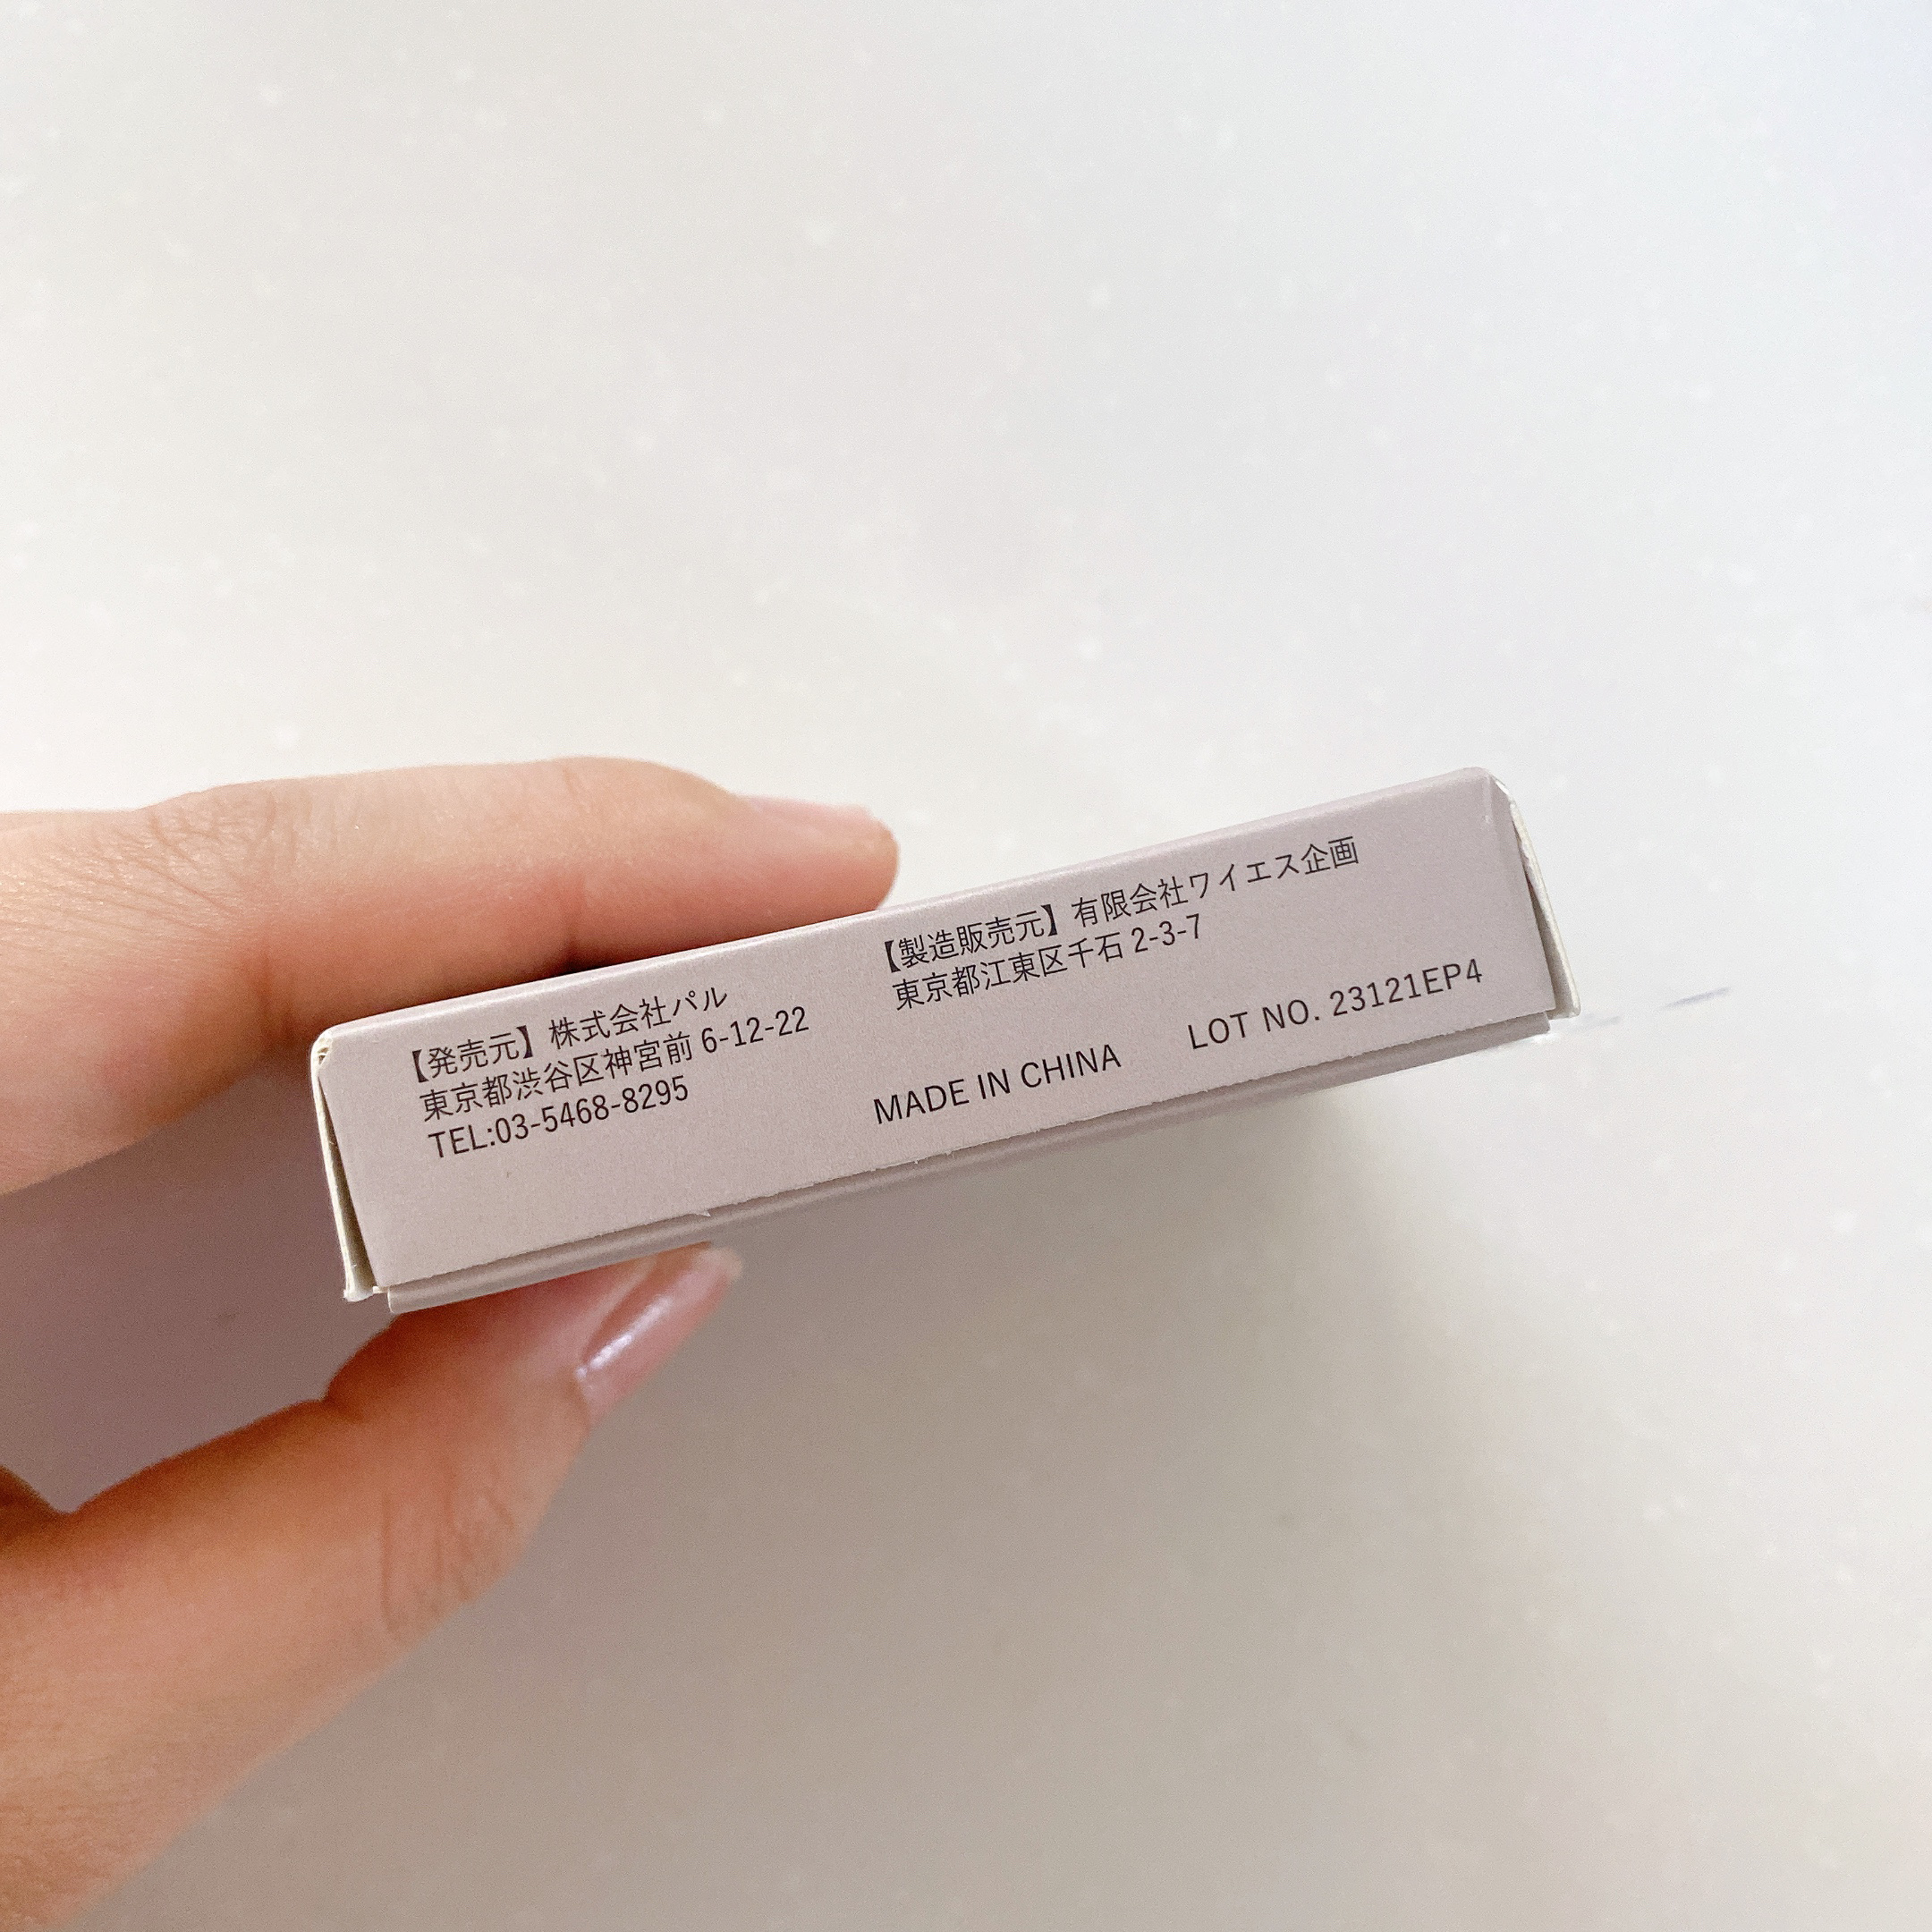 【発売元】株式会社パル
東京都渋谷区神宮前 6-12-22
TEL:03-5468-8295
【製造販売元】有限会社ワイエス企画
東京都江東区千石 2-3-7
MADE IN CHINA
LOT NO. 23121EP4